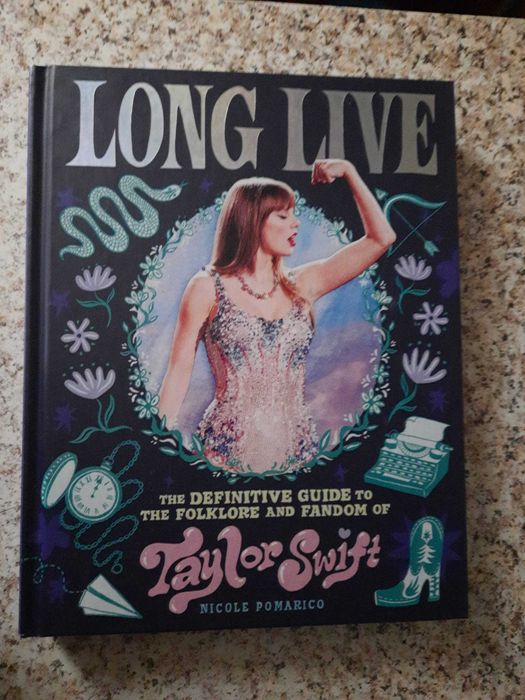 LONG LIVE
THE DEFINITIVE GUIDE TO
THE FOLKLORE AND FANDOM OF
Taylor Swift
NICOLE POMARICO